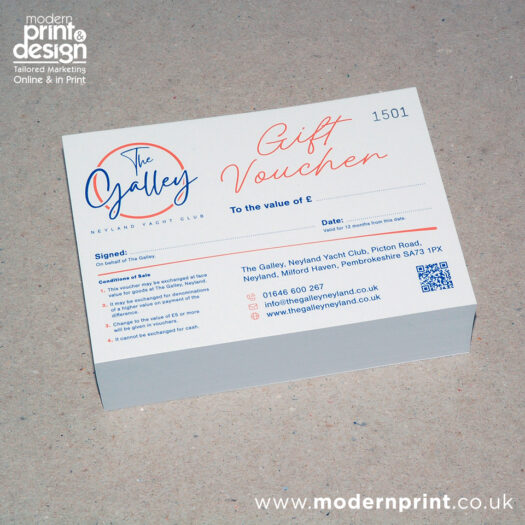 modern
print&
design
Tailored Marketing
Online & in Print
The
Galley
NEYLAND YACHT CLUB
Gift
Voucher
1501
To the value of £
Signed:
On behalf of The Galley
Date:
Valid for 12 months from this date
Conditions of Sale
1. This voucher may be exchanged at face
value for goods at The Galley, Neyland.
2. It may be exchanged for denominations
of a higher value on payment of the
difference.
3. Change to the value of £5 or more
will be given in vouchers.
4. It cannot be exchanged for cash.
The Galley, Neyland Yacht Club, Picton Road,
Neyland, Milford Haven, Pembrokeshire SA73 1PX
01646 600 267
info@thegalleyneyland.co.uk
www.thegalleyneyland.co.uk
www.modernprint.co.uk